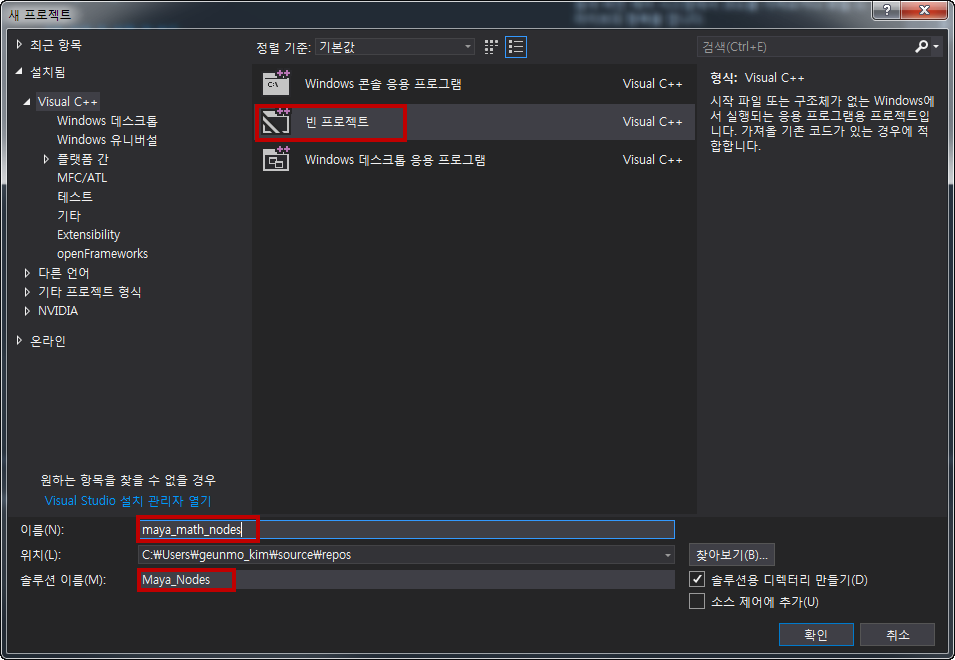 새 프로젝트
?
최근 항목
설치됨
Visual C++
Windows 데스크톱
Windows 유니버설
플랫폼 간
MFC/ATL
테스트
기타
Extensibility
openFrameworks
다른 언어
기타 프로젝트 형식
NVIDIA
온라인
원하는 항목을 찾을 수 없을 경우
Visual Studio 설치 관리자 열기
정렬 기준: 기본값
Windows 콘솔 응용 프로그램 Visual C++
빈 프로젝트 Visual C++
Windows 데스크톱 응용 프로그램 Visual C++
검색(Ctrl+E)
형식: Visual C++
시작 파일 또는 구조체가 없는 Windows에
서 실행되는 응용 프로그램용 프로젝트입
니다. 가져올 기존 코드가 있는 경우에 적
합합니다.
이름(N): maya_math_nodes
위치(L): C:₩Users₩geunmo_kim₩source₩repos 찾아보기(B)...
솔루션 이름(M): Maya_Nodes 솔루션용 디렉터리 만들기(D)
소스 제어에 추가(U)
확인 취소